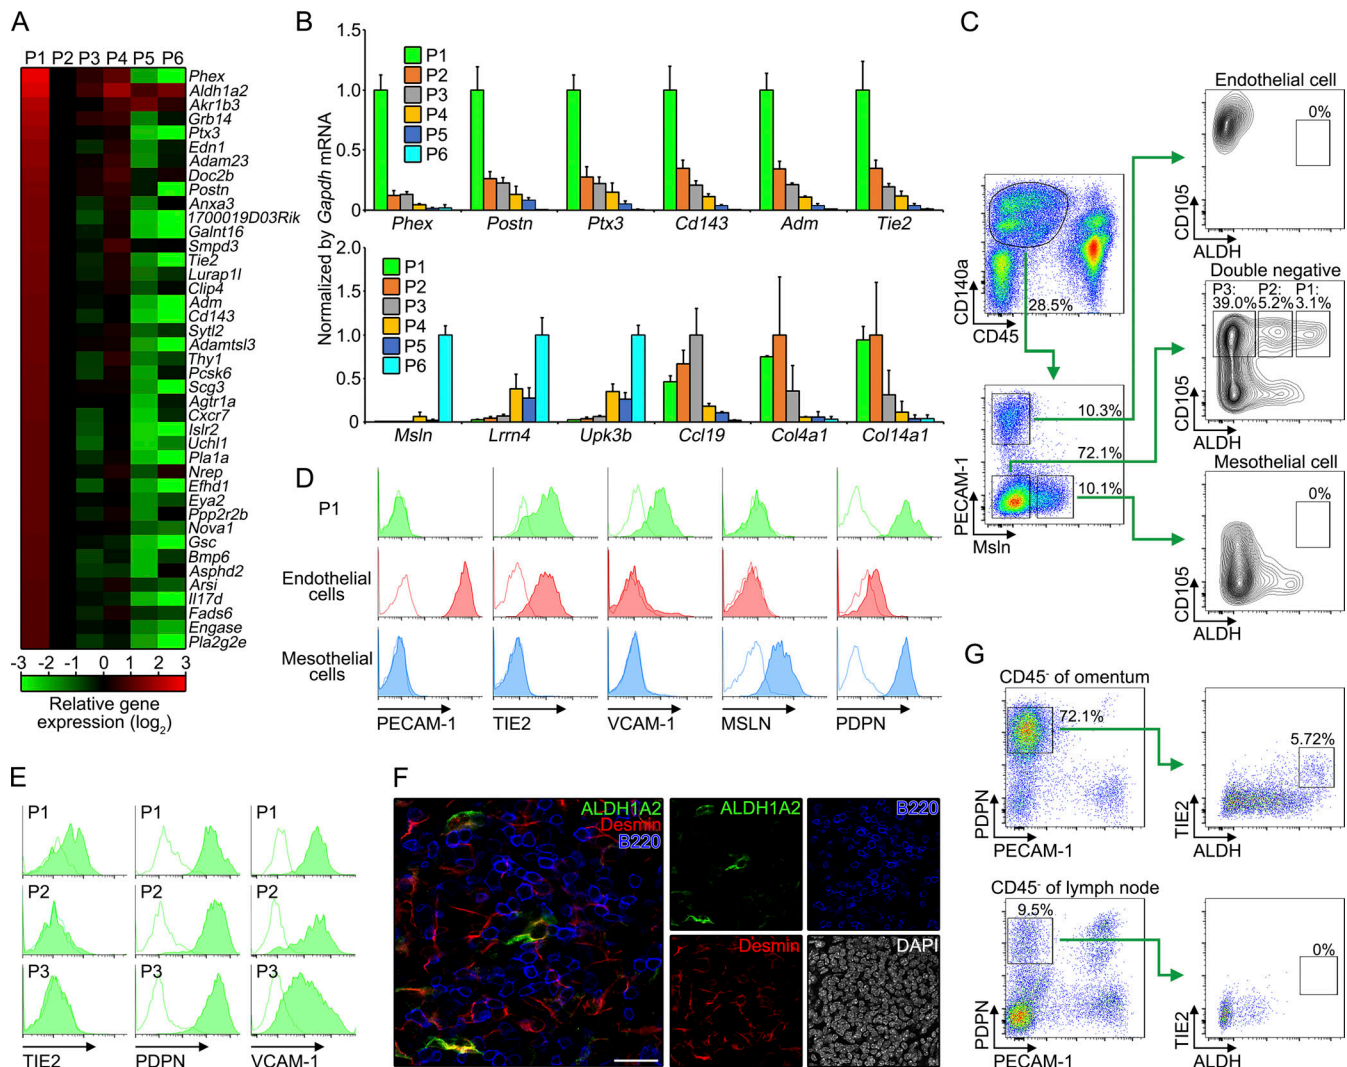 A
P1 P2 P3 P4 P5 P6
Phex
Aldh1a2
Akr1b3
Grb14
Ptx3
Edn1
Adam23
Doc2b
Postn
Anxa3
1700019D03Rik
Galnt16
Smpd3
Tie2
Lurap1l
Clip4
Adm
Cd143
Sytl2
Adamtsl3
Thy1
Pcsk6
Scg3
Agtr1a
Cxcr7
Islr2
Uchl1
Pla1a
Nrep
Efhd1
Eya2
Ppp2r2b
Nova1
Gsc
Bmp6
Asphd2
Arsi
Il17d
Fads6
Engase
Pla2g2e
-3 -2 -1 0 1 2 3
Relative gene
expression (log2)
B
Normalized by Gapdh mRNA
1.5
1.0
0.5
0
P1
P2
P3
P4
P5
P6
Phex Postn Ptx3 Cd143 Adm Tie2
2.0
1.5
1.0
0.5
0
P1
P2
P3
P4
P5
P6
Msln Lrrn4 Upk3b Ccl19 Col4a1 Col14a1
C
CD140a
CD45
28.5%
PECAM-1
Msln
10.3%
72.1%
10.1%
Endothelial cell
0%
CD105
ALDH
Double negative
P3: P2: P1:
39.0% 5.2% 3.1%
CD105
ALDH
Mesothelial cell
0%
CD105
ALDH
D
P1
Endothelial
cells
Mesothelial
cells
PECAM-1 TIE2 VCAM-1 MSLN PDPN
E
P1 P1 P1
P2 P2 P2
P3 P3 P3
TIE2 PDPN VCAM-1
F
ALDH1A2
Desmin
B220
ALDH1A2
B220
Desmin
DAPI
G
CD45- of omentum
72.1%
PDPN
PECAM-1
5.72%
TIE2
ALDH
CD45- of lymph node
9.5%
PDPN
PECAM-1
0%
TIE2
ALDH